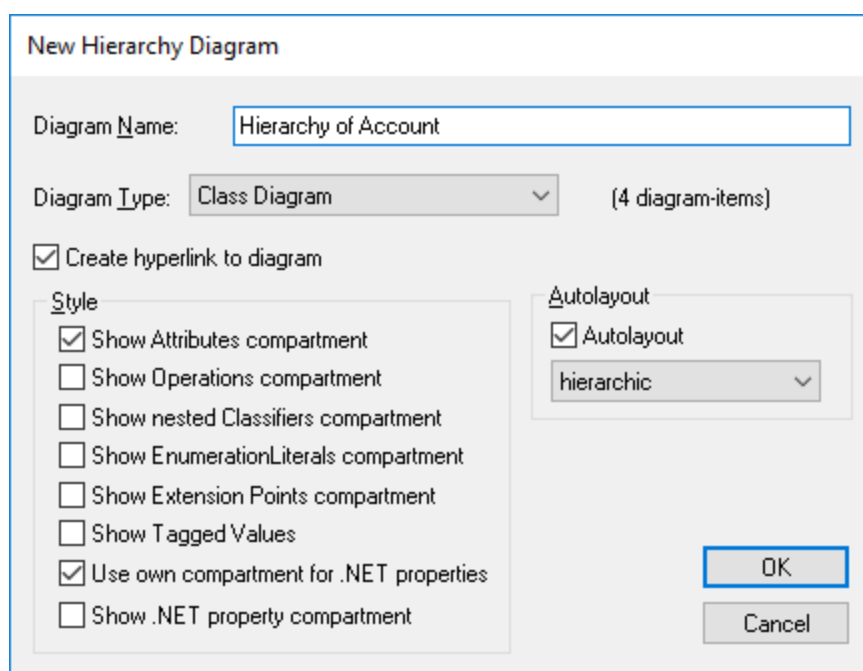 New Hierarchy Diagram
Diagram Name: Hierarchy of Account
Diagram Type: Class Diagram (4 diagram-items)
Create hyperlink to diagram
Style
Show Attributes compartment
Show Operations compartment
Show nested Classifiers compartment
Show EnumerationLiterals compartment
Show Extension Points compartment
Show Tagged Values
Use own compartment for .NET properties
Show .NET property compartment
Autolayout
Autolayout
hierarchic
OK
Cancel